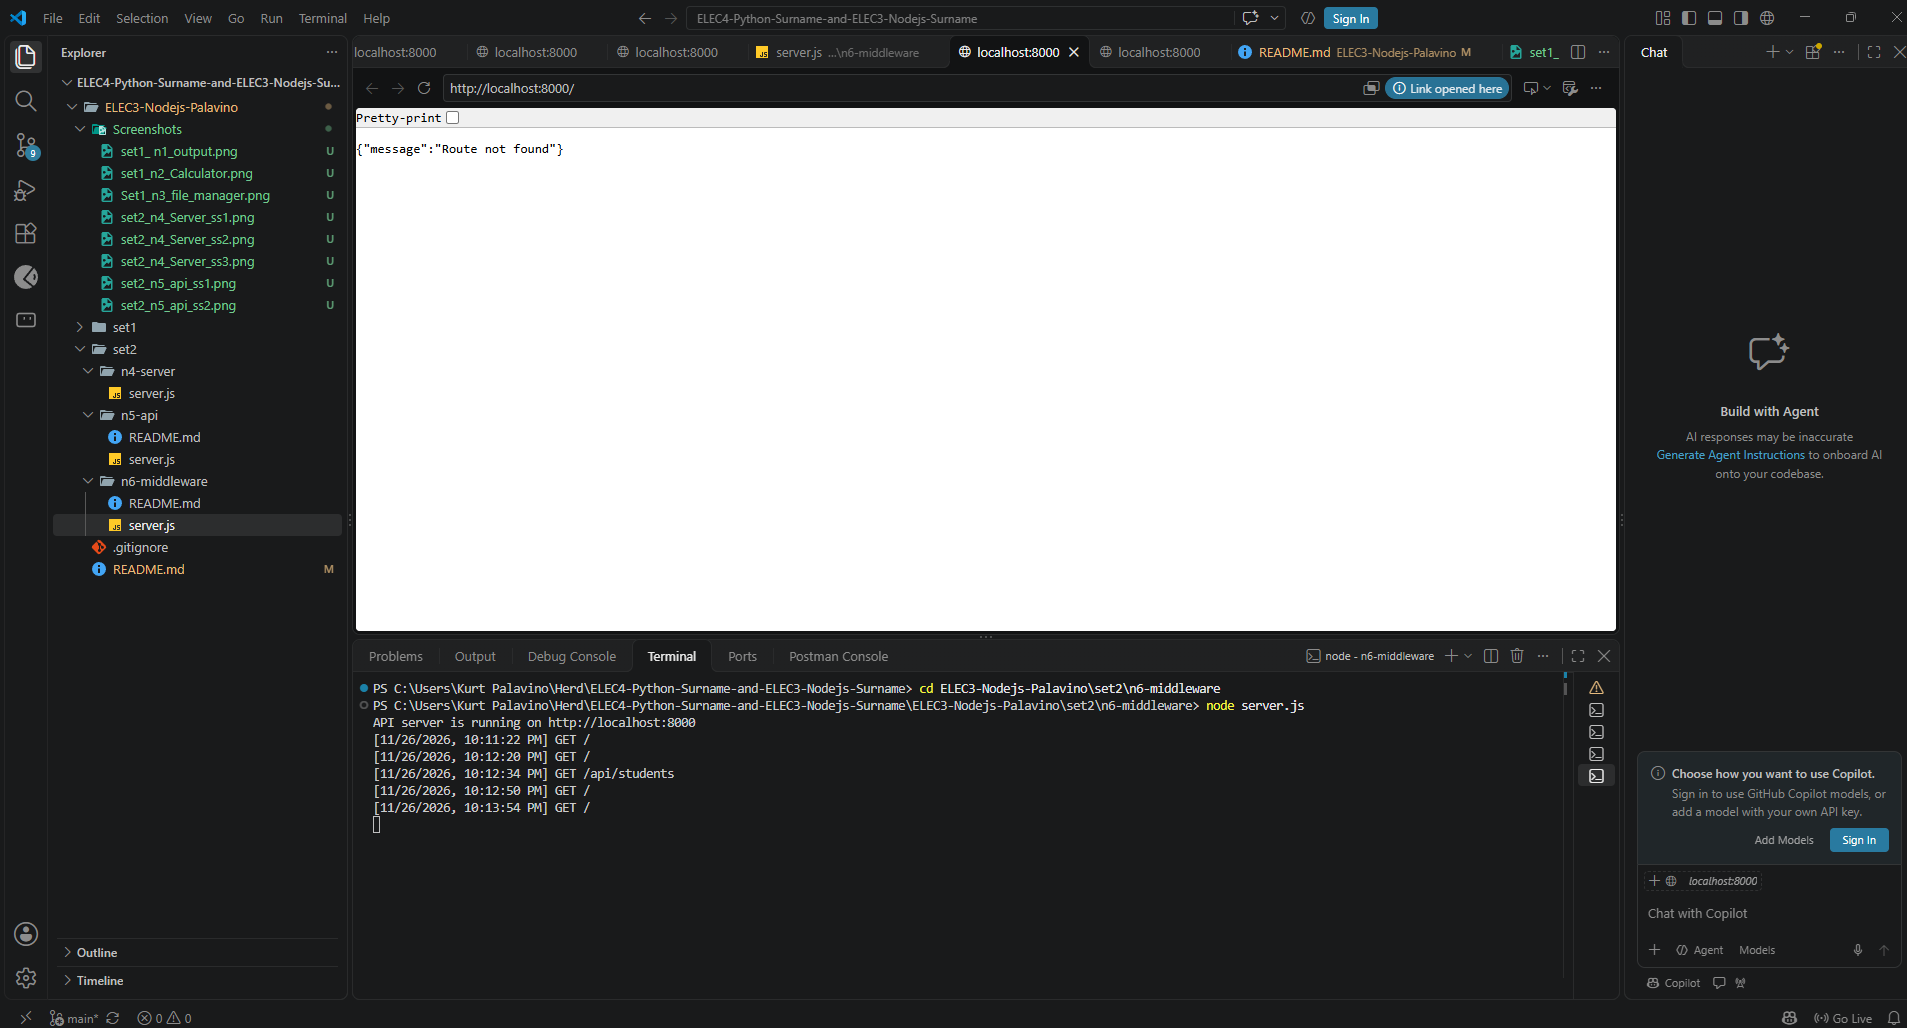 File Edit Selection View Go Run Terminal Help
ELEC4-Python-Surname-and-ELEC3-Nodejs-Surname
Sign In
Explorer
ELEC4-Python-Surname-and-ELEC3-Nodejs-Su...
ELEC3-Nodejs-Palavino
Screenshots
set1_ n1_output.png U
set1_n2_Calculator.png U
Set1_n3_file_manager.png U
set2_n4_Server_ss1.png U
set2_n4_Server_ss2.png U
set2_n4_Server_ss3.png U
set2_n5_api_ss1.png U
set2_n5_api_ss2.png U
set1
set2
n4-server
server.js
n5-api
README.md
server.js
n6-middleware
README.md
server.js
.gitignore
README.md M
9
Outline
Timeline
localhost:8000 localhost:8000 localhost:8000 server.js ...\n6-middleware localhost:8000 localhost:8000 README.md ELEC3-Nodejs-Palavino M set1_
http://localhost:8000/
Link opened here
Pretty-print
{"message":"Route not found"}
Problems Output Debug Console Terminal Ports Postman Console
node - n6-middleware
PS C:\Users\Kurt Palavino\Herd\ELEC4-Python-Surname-and-ELEC3-Nodejs-Surname> cd ELEC3-Nodejs-Palavino\set2\n6-middleware
PS C:\Users\Kurt Palavino\Herd\ELEC4-Python-Surname-and-ELEC3-Nodejs-Surname\ELEC3-Nodejs-Palavino\set2\n6-middleware> node server.js
API server is running on http://localhost:8000
[11/26/2026, 10:11:22 PM] GET /
[11/26/2026, 10:12:20 PM] GET /
[11/26/2026, 10:12:34 PM] GET /api/students
[11/26/2026, 10:12:50 PM] GET /
[11/26/2026, 10:13:54 PM] GET /
Chat
Build with Agent
AI responses may be inaccurate
Generate Agent Instructions to onboard AI
onto your codebase.
Choose how you want to use Copilot.
Sign in to use GitHub Copilot models, or
add a model with your own API key.
Add Models Sign In
localhost:8000
Chat with Copilot
Agent Models
Copilot
main* 0 0
Go Live